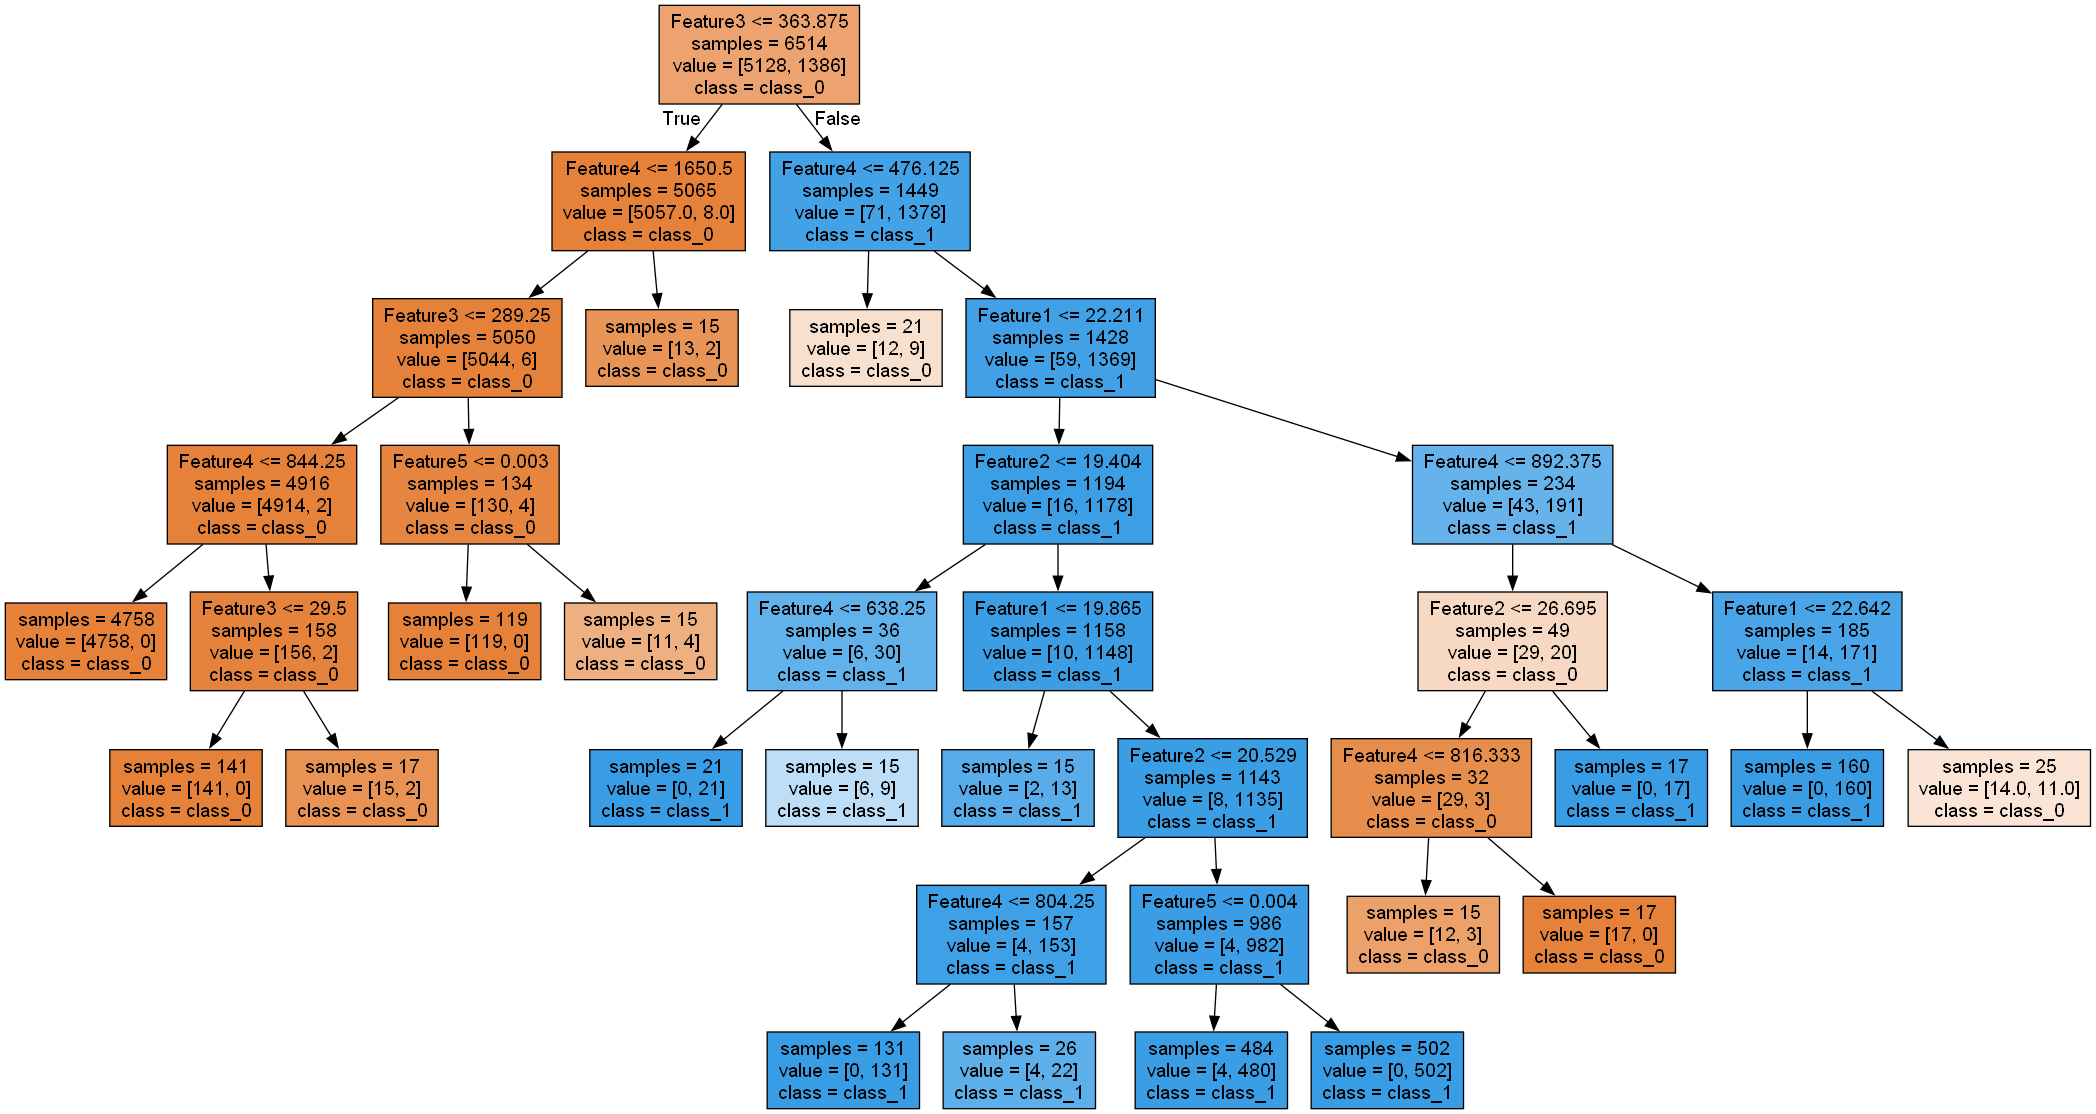 Feature3 <= 363.875
samples = 6514
value = [5128, 1386]
class = class_0
True
False
Feature4 <= 1650.5
samples = 5065
value = [5057.0, 8.0]
class = class_0
Feature4 <= 476.125
samples = 1449
value = [71, 1378]
class = class_1
Feature3 <= 289.25
samples = 5050
value = [5044, 6]
class = class_0
samples = 15
value = [13, 2]
class = class_0
samples = 21
value = [12, 9]
class = class_0
Feature1 <= 22.211
samples = 1428
value = [59, 1369]
class = class_1
Feature4 <= 844.25
samples = 4916
value = [4914, 2]
class = class_0
Feature5 <= 0.003
samples = 134
value = [130, 4]
class = class_0
Feature2 <= 19.404
samples = 1194
value = [16, 1178]
class = class_1
Feature4 <= 892.375
samples = 234
value = [43, 191]
class = class_1
samples = 4758
value = [4758, 0]
class = class_0
Feature3 <= 29.5
samples = 158
value = [156, 2]
class = class_0
samples = 119
value = [119, 0]
class = class_0
samples = 15
value = [11, 4]
class = class_0
Feature4 <= 638.25
samples = 36
value = [6, 30]
class = class_1
Feature1 <= 19.865
samples = 1158
value = [10, 1148]
class = class_1
Feature2 <= 26.695
samples = 49
value = [29, 20]
class = class_0
Feature1 <= 22.642
samples = 185
value = [14, 171]
class = class_1
samples = 141
value = [141, 0]
class = class_0
samples = 17
value = [15, 2]
class = class_0
samples = 21
value = [0, 21]
class = class_1
samples = 15
value = [6, 9]
class = class_1
samples = 15
value = [2, 13]
class = class_1
Feature2 <= 20.529
samples = 1143
value = [8, 1135]
class = class_1
Feature4 <= 816.333
samples = 32
value = [29, 3]
class = class_0
samples = 17
value = [0, 17]
class = class_1
samples = 160
value = [0, 160]
class = class_1
samples = 25
value = [14.0, 11.0]
class = class_0
Feature4 <= 804.25
samples = 157
value = [4, 153]
class = class_1
Feature5 <= 0.004
samples = 986
value = [4, 982]
class = class_1
samples = 15
value = [12, 3]
class = class_0
samples = 17
value = [17, 0]
class = class_0
samples = 131
value = [0, 131]
class = class_1
samples = 26
value = [4, 22]
class = class_1
samples = 484
value = [4, 480]
class = class_1
samples = 502
value = [0, 502]
class = class_1